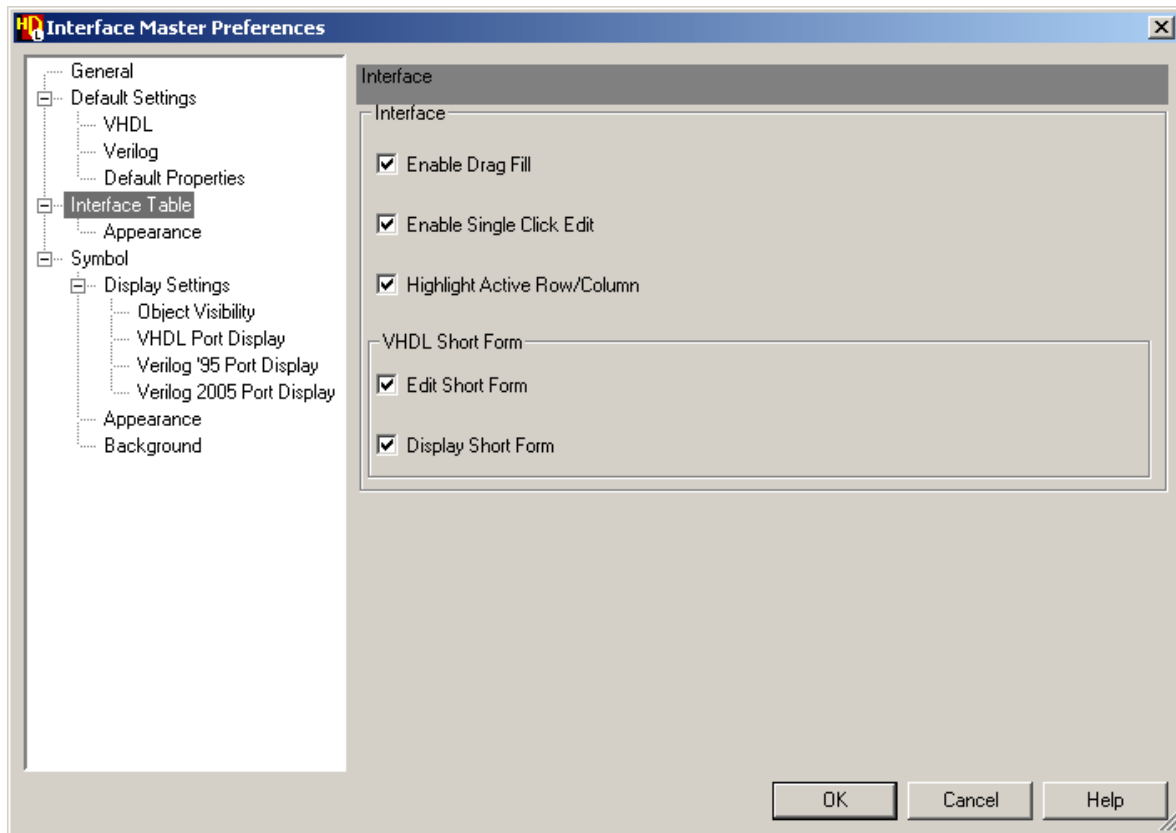 Interface Master Preferences
General
Default Settings
VHDL
Verilog
Default Properties
Interface Table
Appearance
Symbol
Display Settings
Object Visibility
VHDL Port Display
Verilog '95 Port Display
Verilog 2005 Port Display
Appearance
Background
Interface
Interface
Enable Drag Fill
Enable Single Click Edit
Highlight Active Row/Column
VHDL Short Form
Edit Short Form
Display Short Form
OK
Cancel
Help